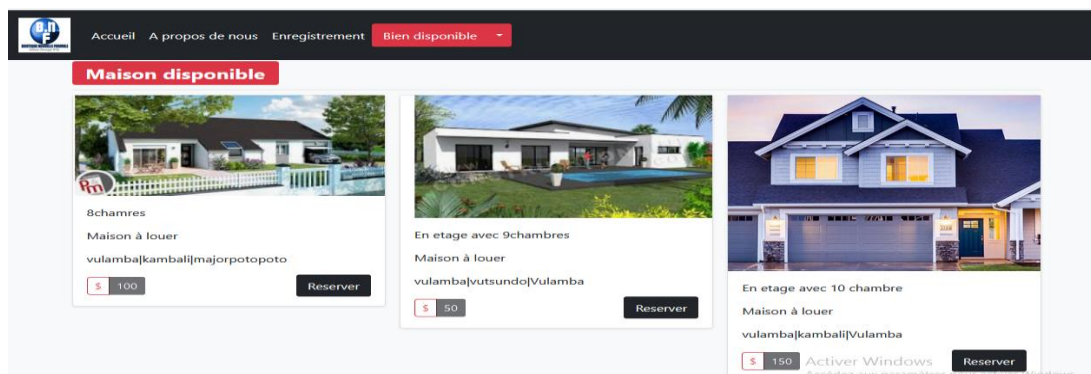 B.N
F
Accueil A propos de nous Enregistrement Bien disponible
Maison disponible
8chamres
Maison à louer
vulamba|kambali|majorpotopoto
$ 100 Reserver
En etage avec 9chambres
Maison à louer
vulamba|vutsundo|Vulamba
$ 50 Reserver
En etage avec 10 chambre
Maison à louer
vulamba|kambali|Vulamba
$ 150 Reserver
Activer Windows